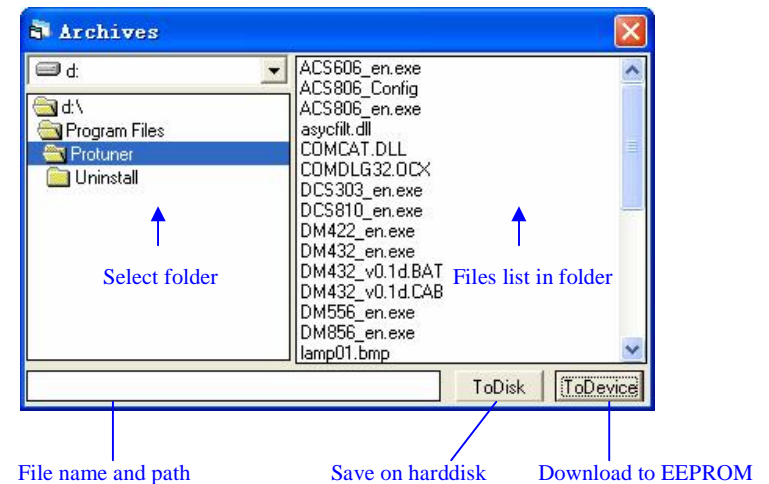 Archives
d:
d:\
Program Files
Protuner
Uninstall
Select folder
ACS606_en.exe
ACS806_Config
ACS806_en.exe
asycfilt.dll
COMCAT.DLL
COMDLG32.OCX
DCS303_en.exe
DCS810_en.exe
DM422_en.exe
DM432_en.exe
DM432_v0.1d.BAT
DM432_v0.1d.CAB
DM556_en.exe
DM856_en.exe
lamp01.bmp
Files list in folder
ToDisk ToDevice
File name and path Save on harddisk Download to EEPROM